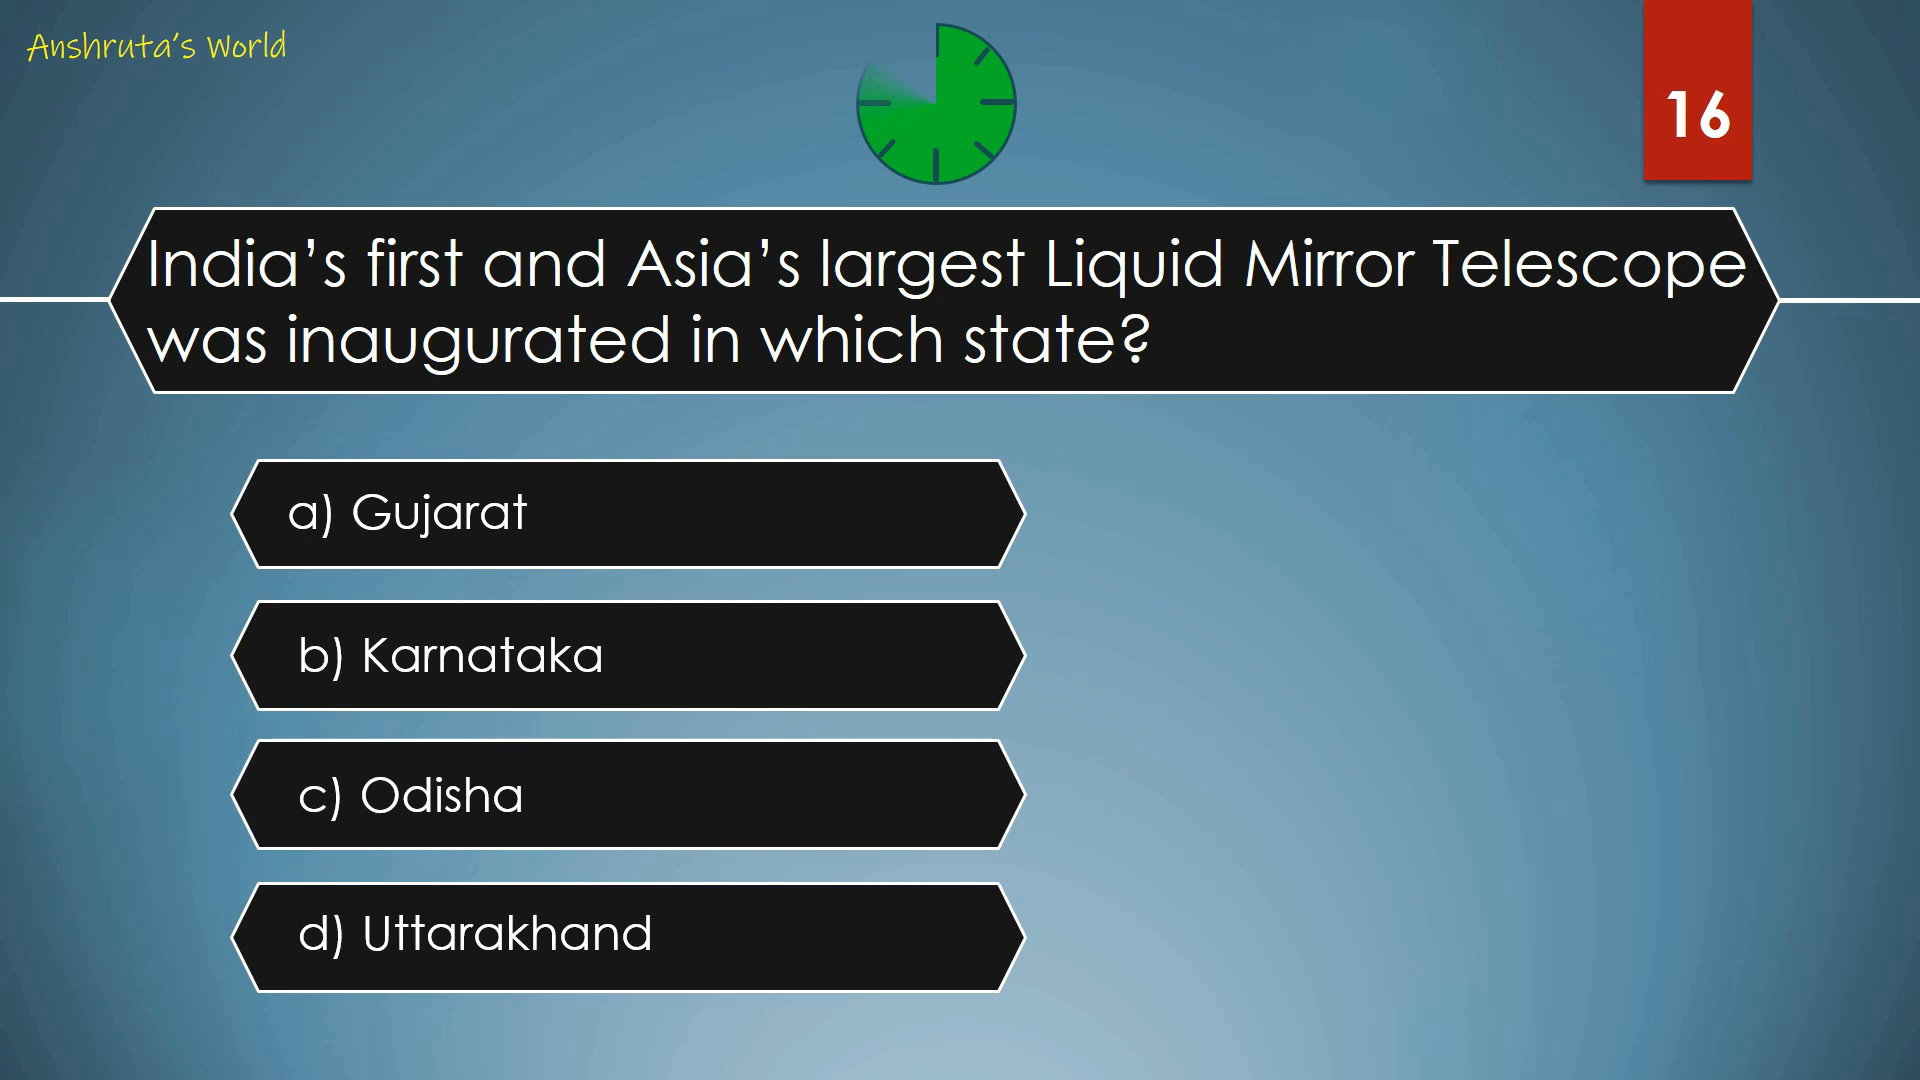 Anshruta's World
16
India’s first and Asia’s largest Liquid Mirror Telescope
was inaugurated in which state?
a) Gujarat
b) Karnataka
c) Odisha
d) Uttarakhand